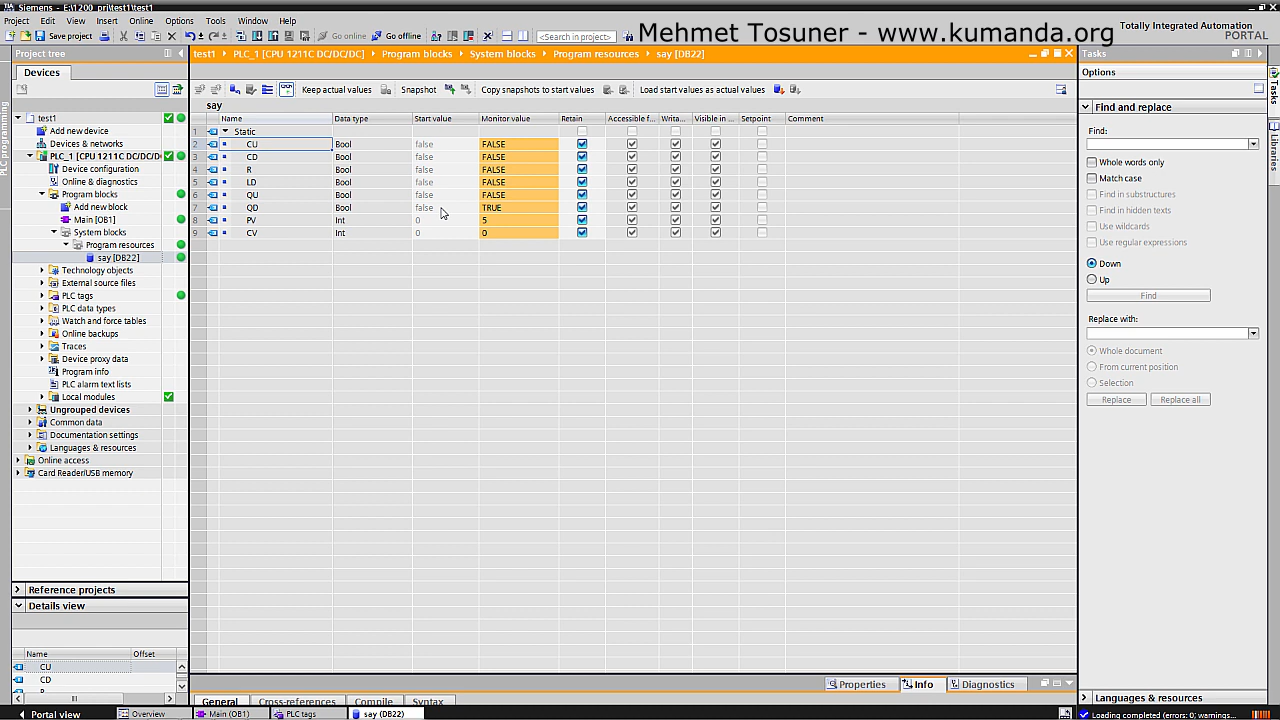 Siemens - E:\1200_prj\test1\test1
Mehmet Tosuner - www.kumanda.org
Project Edit View Insert Online Options Tools Window Help
Totally Integrated Automation
PORTAL
Save project Go online Go offline <Search in project>
Project tree
test1 PLC_1 [CPU 1211C DC/DC/DC] Program blocks System blocks Program resources say [DB22]
Tasks
Devices
Options
Keep actual values Snapshot Copy snapshots to start values Load start values as actual values
say
Name Data type Start value Monitor value Retain Accessible f... Writa... Visible in ... Setpoint Comment
1 Static
2 CU Bool false FALSE
3 CD Bool false FALSE
4 R Bool false FALSE
5 LD Bool false FALSE
6 QU Bool false FALSE
7 QD Bool false TRUE
8 PV Int 0 5
9 CV Int 0 0
test1
Add new device
Devices & networks
PLC_1 [CPU 1211C DC/DC/D
Device configuration
Online & diagnostics
Program blocks
Add new block
Main [OB1]
System blocks
Program resources
say [DB22]
Technology objects
External source files
PLC tags
PLC data types
Watch and force tables
Online backups
Traces
Device proxy data
Program info
PLC alarm text lists
Local modules
Ungrouped devices
Common data
Documentation settings
Languages & resources
Online access
Card Reader/USB memory
Reference projects
Details view
Name Offset
CU
CD
Find and replace
Find:
Whole words only
Match case
Find in substructures
Find in hidden texts
Use wildcards
Use regular expressions
Down
Up
Find
Replace with:
Whole document
From current position
Selection
Replace Replace all
Languages & resources
Tasks
Libraries
PLC programming
Properties Info Diagnostics
General Cross-references Compile Syntax
Portal view Overview Main (OB1) PLC tags say (DB22)
Loading completed (errors: 0; warnings...